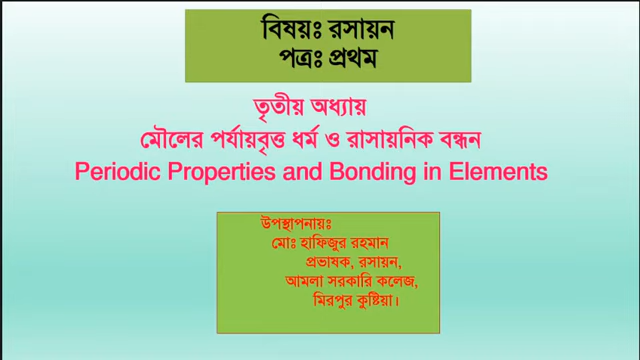 বিষয়ঃ রসায়ন
পত্রঃ প্রথম
তৃতীয় অধ্যায়
মৌলের পর্যায়বৃত্ত ধর্ম ও রাসায়নিক বন্ধন
Periodic Properties and Bonding in Elements
উপস্থাপনায়ঃ
মোঃ হাফিজুর রহমান
প্রভাষক, রসায়ন,
আমলা সরকারি কলেজ,
মিরপুর কুষ্টিয়া।